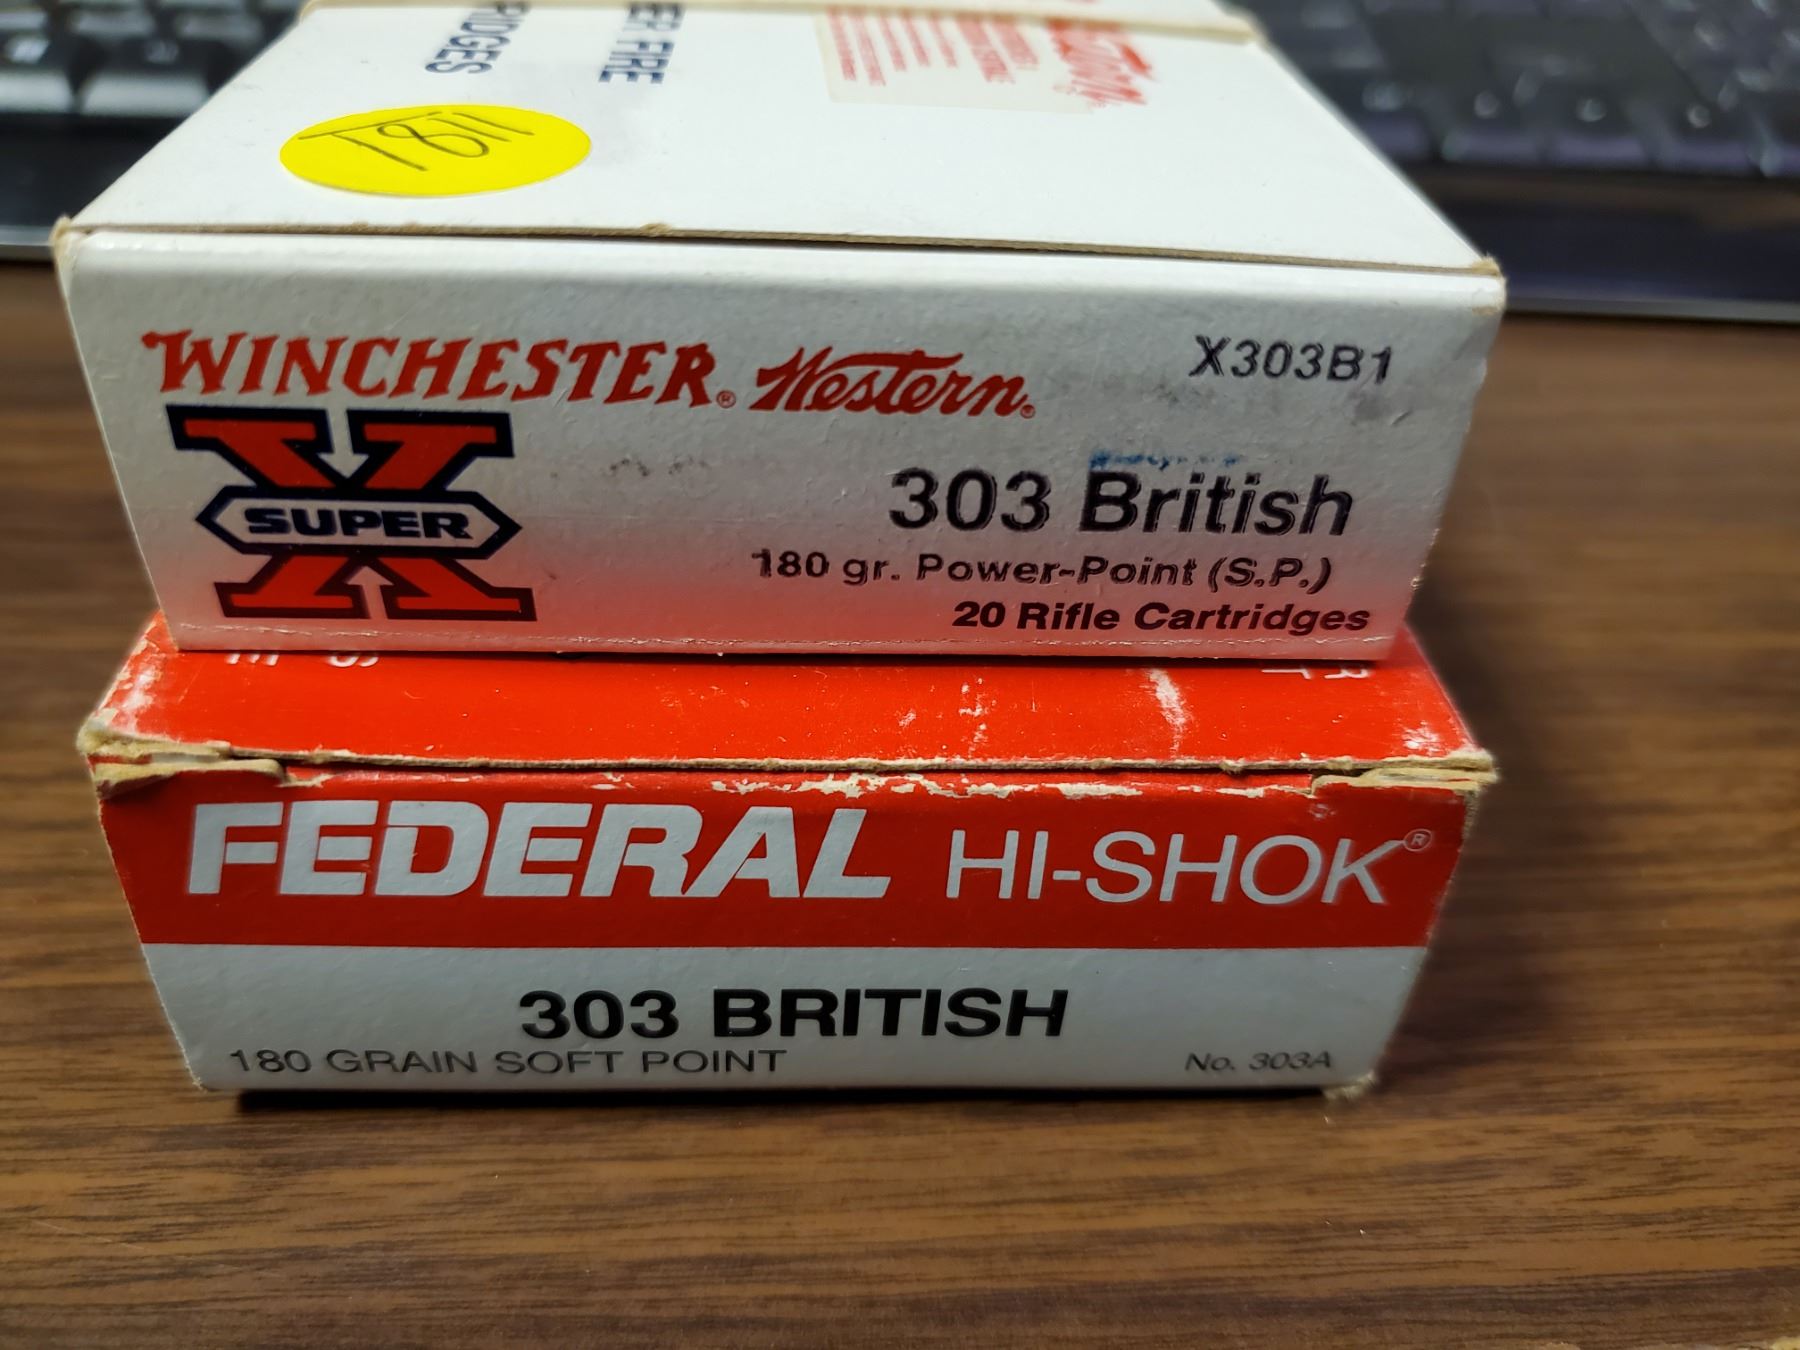 WINCHESTER® Western®
X303B1
SUPER X
303 British
180 gr. Power-Point (S.P.)
20 Rifle Cartridges
FEDERAL HI-SHOK®
303 BRITISH
180 GRAIN SOFT POINT
No. 303A